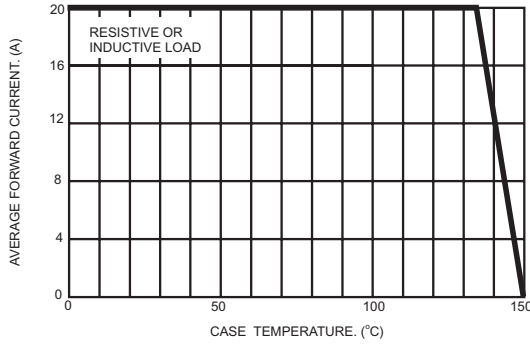 AVERAGE FORWARD CURRENT. (A)
20
16
12
8
4
0
RESISTIVE OR
INDUCTIVE LOAD
0
50
100
150
CASE TEMPERATURE. (°C)